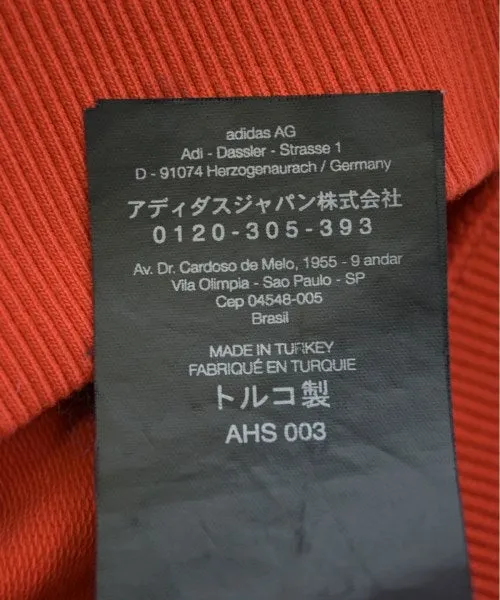 adidas AG
Adi - Dassler - Strasse 1
D - 91074 Herzogenaurach / Germany
アディダスジャパン株式会社
0120-305-393
Av. Dr. Cardoso de Melo, 1955 - 9 andar
Vila Olimpia - Sao Paulo - SP
Cep 04548-005
Brasil
MADE IN TURKEY
FABRIQUÉ EN TURQUIE
トルコ製
AHS 003